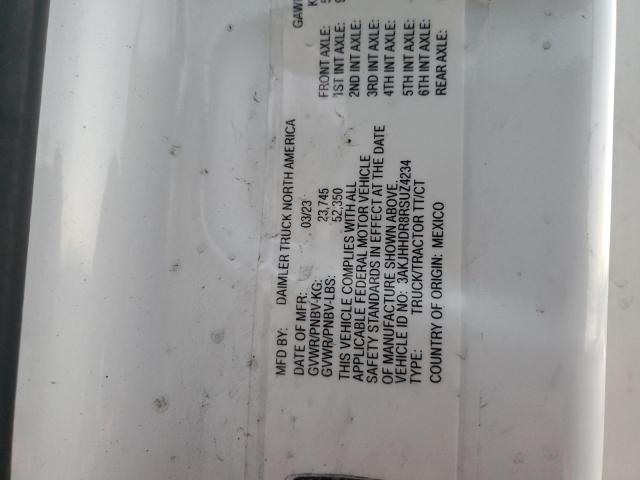 MFD BY: DAIMLER TRUCK NORTH AMERICA
DATE OF MFR: 03/23
GVWR/PNBV-KG: 23,745
GVWR/PNBV-LBS: 52,350
THIS VEHICLE COMPLIES WITH ALL
APPLICABLE FEDERAL MOTOR VEHICLE
SAFETY STANDARDS IN EFFECT AT THE DATE
OF MANUFACTURE SHOWN ABOVE.
VEHICLE ID NO: 3AKJHHDR8RSUZ4234
TYPE: TRUCK/TRACTOR TT/CT
COUNTRY OF ORIGIN: MEXICO
FRONT AXLE:
1ST INT AXLE:
2ND INT AXLE:
3RD INT AXLE:
4TH INT AXLE:
5TH INT AXLE:
6TH INT AXLE:
REAR AXLE: